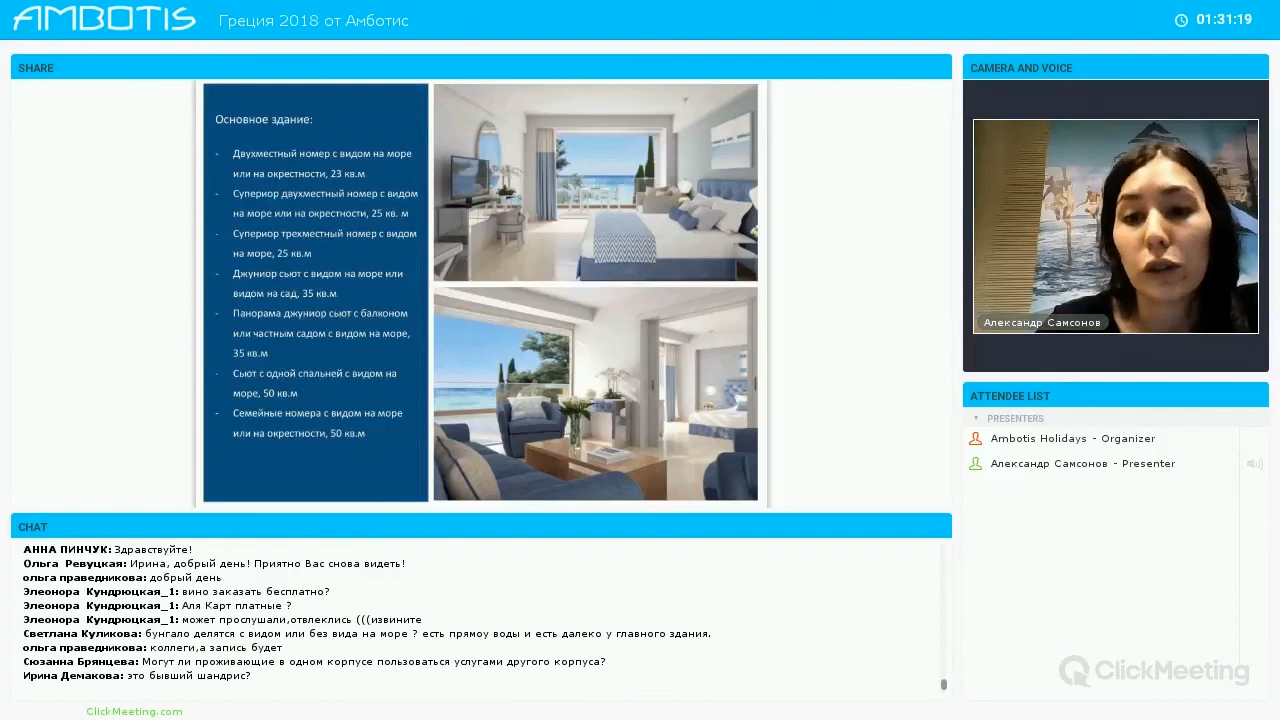 AMBOTIS
Греция 2018 от Амботис
01:31:19
SHARE
Основное здание:
- Двухместный номер с видом на море
или на окрестности, 23 кв.м
- Супериор двухместный номер с видом
на море или на окрестности, 25 кв. м
- Супериор трехместный номер с видом
на море, 25 кв.м
- Джуниор сьют с видом на море или
видом на сад, 35 кв.м
- Панорама джуниор сьют с балконом
или частным садом с видом на море,
35 кв.м
- Сьют с одной спальней с видом на
море, 50 кв.м
- Семейные номера с видом на море
или на окрестности, 50 кв.м
CAMERA AND VOICE
Александр Самсонов
ATTENDEE LIST
PRESENTERS
Ambotis Holidays - Organizer
Александр Самсонов - Presenter
CHAT
АННА ПИНЧУК: Здравствуйте!
Ольга Ревуцкая: Ирина, добрый день! Приятно Вас снова видеть!
ольга праведникова: добрый день
Элеонора Кундрюцкая_1: вино заказать бесплатно?
Элеонора Кундрюцкая_1: Аля Карт платные ?
Элеонора Кундрюцкая_1: может прослушали,отвлеклись (((извините
Светлана Куликова: бунгало делятся с видом или без вида на море ? есть прямоу воды и есть далеко у главного здания.
ольга праведникова: коллеги,а запись будет
Сюзанна Брянцева: Могут ли проживающие в одном корпусе пользоваться услугами другого корпуса?
Ирина Демакова: это бывший шандрис?
ClickMeeting
ClickMeeting.com